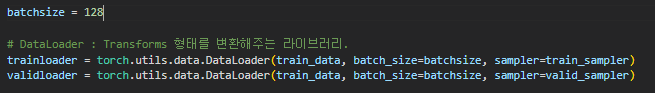 batchsize = 128
# DataLoader : Transforms 형태를 변환해주는 라이브러리.
trainloader = torch.utils.data.DataLoader(train_data, batch_size=batchsize, sampler=train_sampler)
validloader = torch.utils.data.DataLoader(train_data, batch_size=batchsize, sampler=valid_sampler)